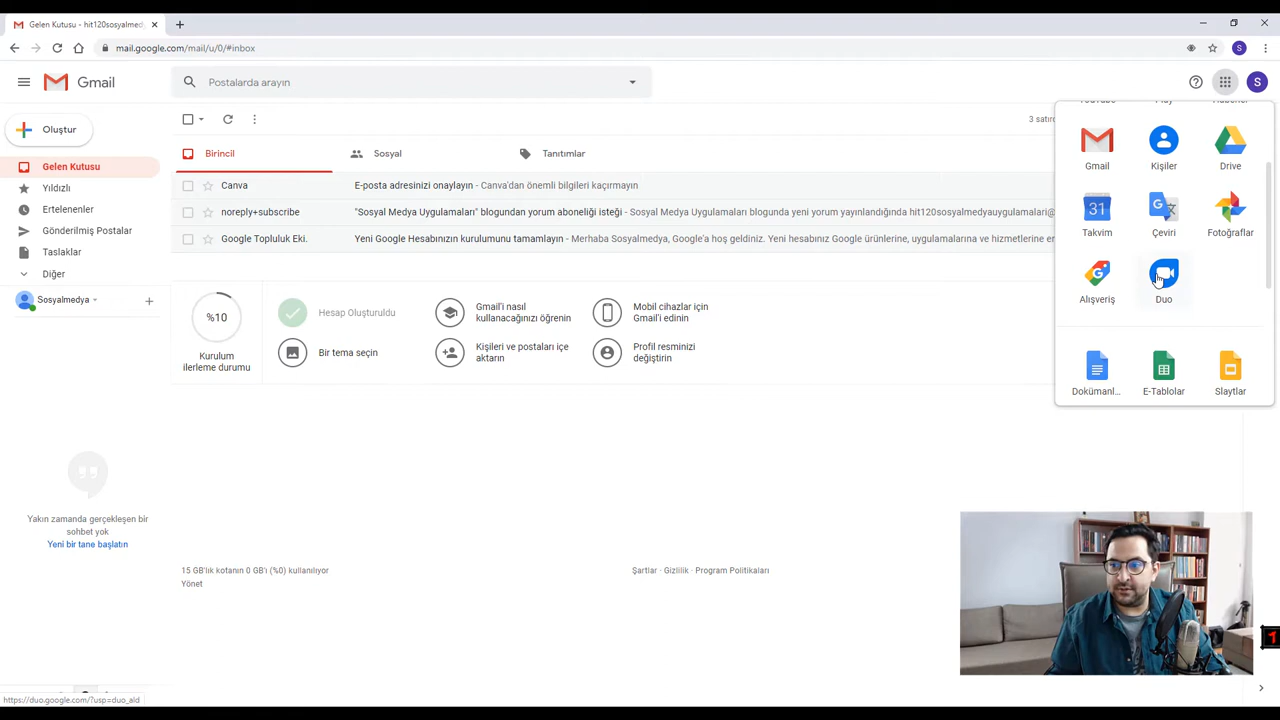 Gelen Kutusu - hit120sosyalmed
mail.google.com/mail/u/0/#inbox
S
Gmail
Postalarda arayın
S
Oluştur
3 satır
Gelen Kutusu
Yıldızlı
Ertelenenler
Gönderilmiş Postalar
Taslaklar
Diğer
Sosyalmedya
Birincil
Sosyal
Tanıtımlar
Canva
E-posta adresinizi onaylayın - Canva'dan önemli bilgileri kaçırmayın
noreply+subscribe
"Sosyal Medya Uygulamaları" blogunda yorum aboneliği isteği - Sosyal Medya Uygulamaları blogunda yeni yorum yayınlandığında hit120sosyalmedyauygulamalari@
Google Topluluk Eki.
Yeni Google Hesabınızın kurulumunu tamamlayın - Merhaba Sosyalmedya, Google'a hoş geldiniz. Yeni hesabınız Google ürünlerine, uygulamalarına ve hizmetlerine er
%10
Kurulum
ilerleme durumu
Hesap Oluşturuldu
Bir tema seçin
Gmail'i nasıl
kullanacağınızı öğrenin
Kişileri ve postaları içe
aktarın
Mobil cihazlar için
Gmail'i edinin
Profil resminizi
değiştirin
Gmail
Kişiler
Drive
31
Takvim
Çeviri
Fotoğraflar
Alışveriş
Duo
Dokümanl...
E-Tablolar
Slaytlar
Yakın zamanda gerçekleşen bir
sohbet yok
Yeni bir tane başlatın
15 GB'lık kotanın 0 GB'ı (%0) kullanılıyor
Yönet
Şartlar · Gizlilik · Program Politikaları
https://duo.google.com/?usp=duo_ald
1